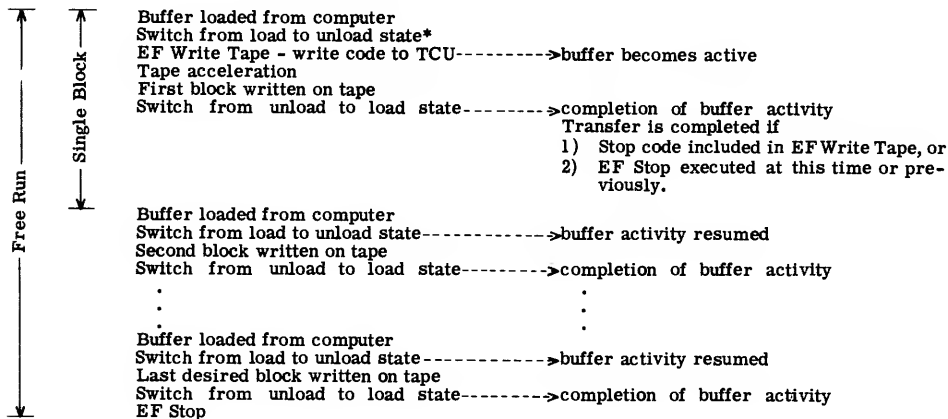 Free Run
Single Block
Buffer loaded from computer
Switch from load to unload state*
EF Write Tape - write code to TCU------->buffer becomes active
Tape acceleration
First block written on tape
Switch from unload to load state--------->completion of buffer activity
Transfer is completed if
1) Stop code included in EF Write Tape, or
2) EF Stop executed at this time or pre-
viously.
Buffer loaded from computer
Switch from load to unload state------------->buffer activity resumed
Second block written on tape
Switch from unload to load state--------->completion of buffer activity
. .
. .
. .
Buffer loaded from computer
Switch from load to unload state------------->buffer activity resumed
Last desired block written on tape
Switch from unload to load state--------->completion of buffer activity
EF Stop